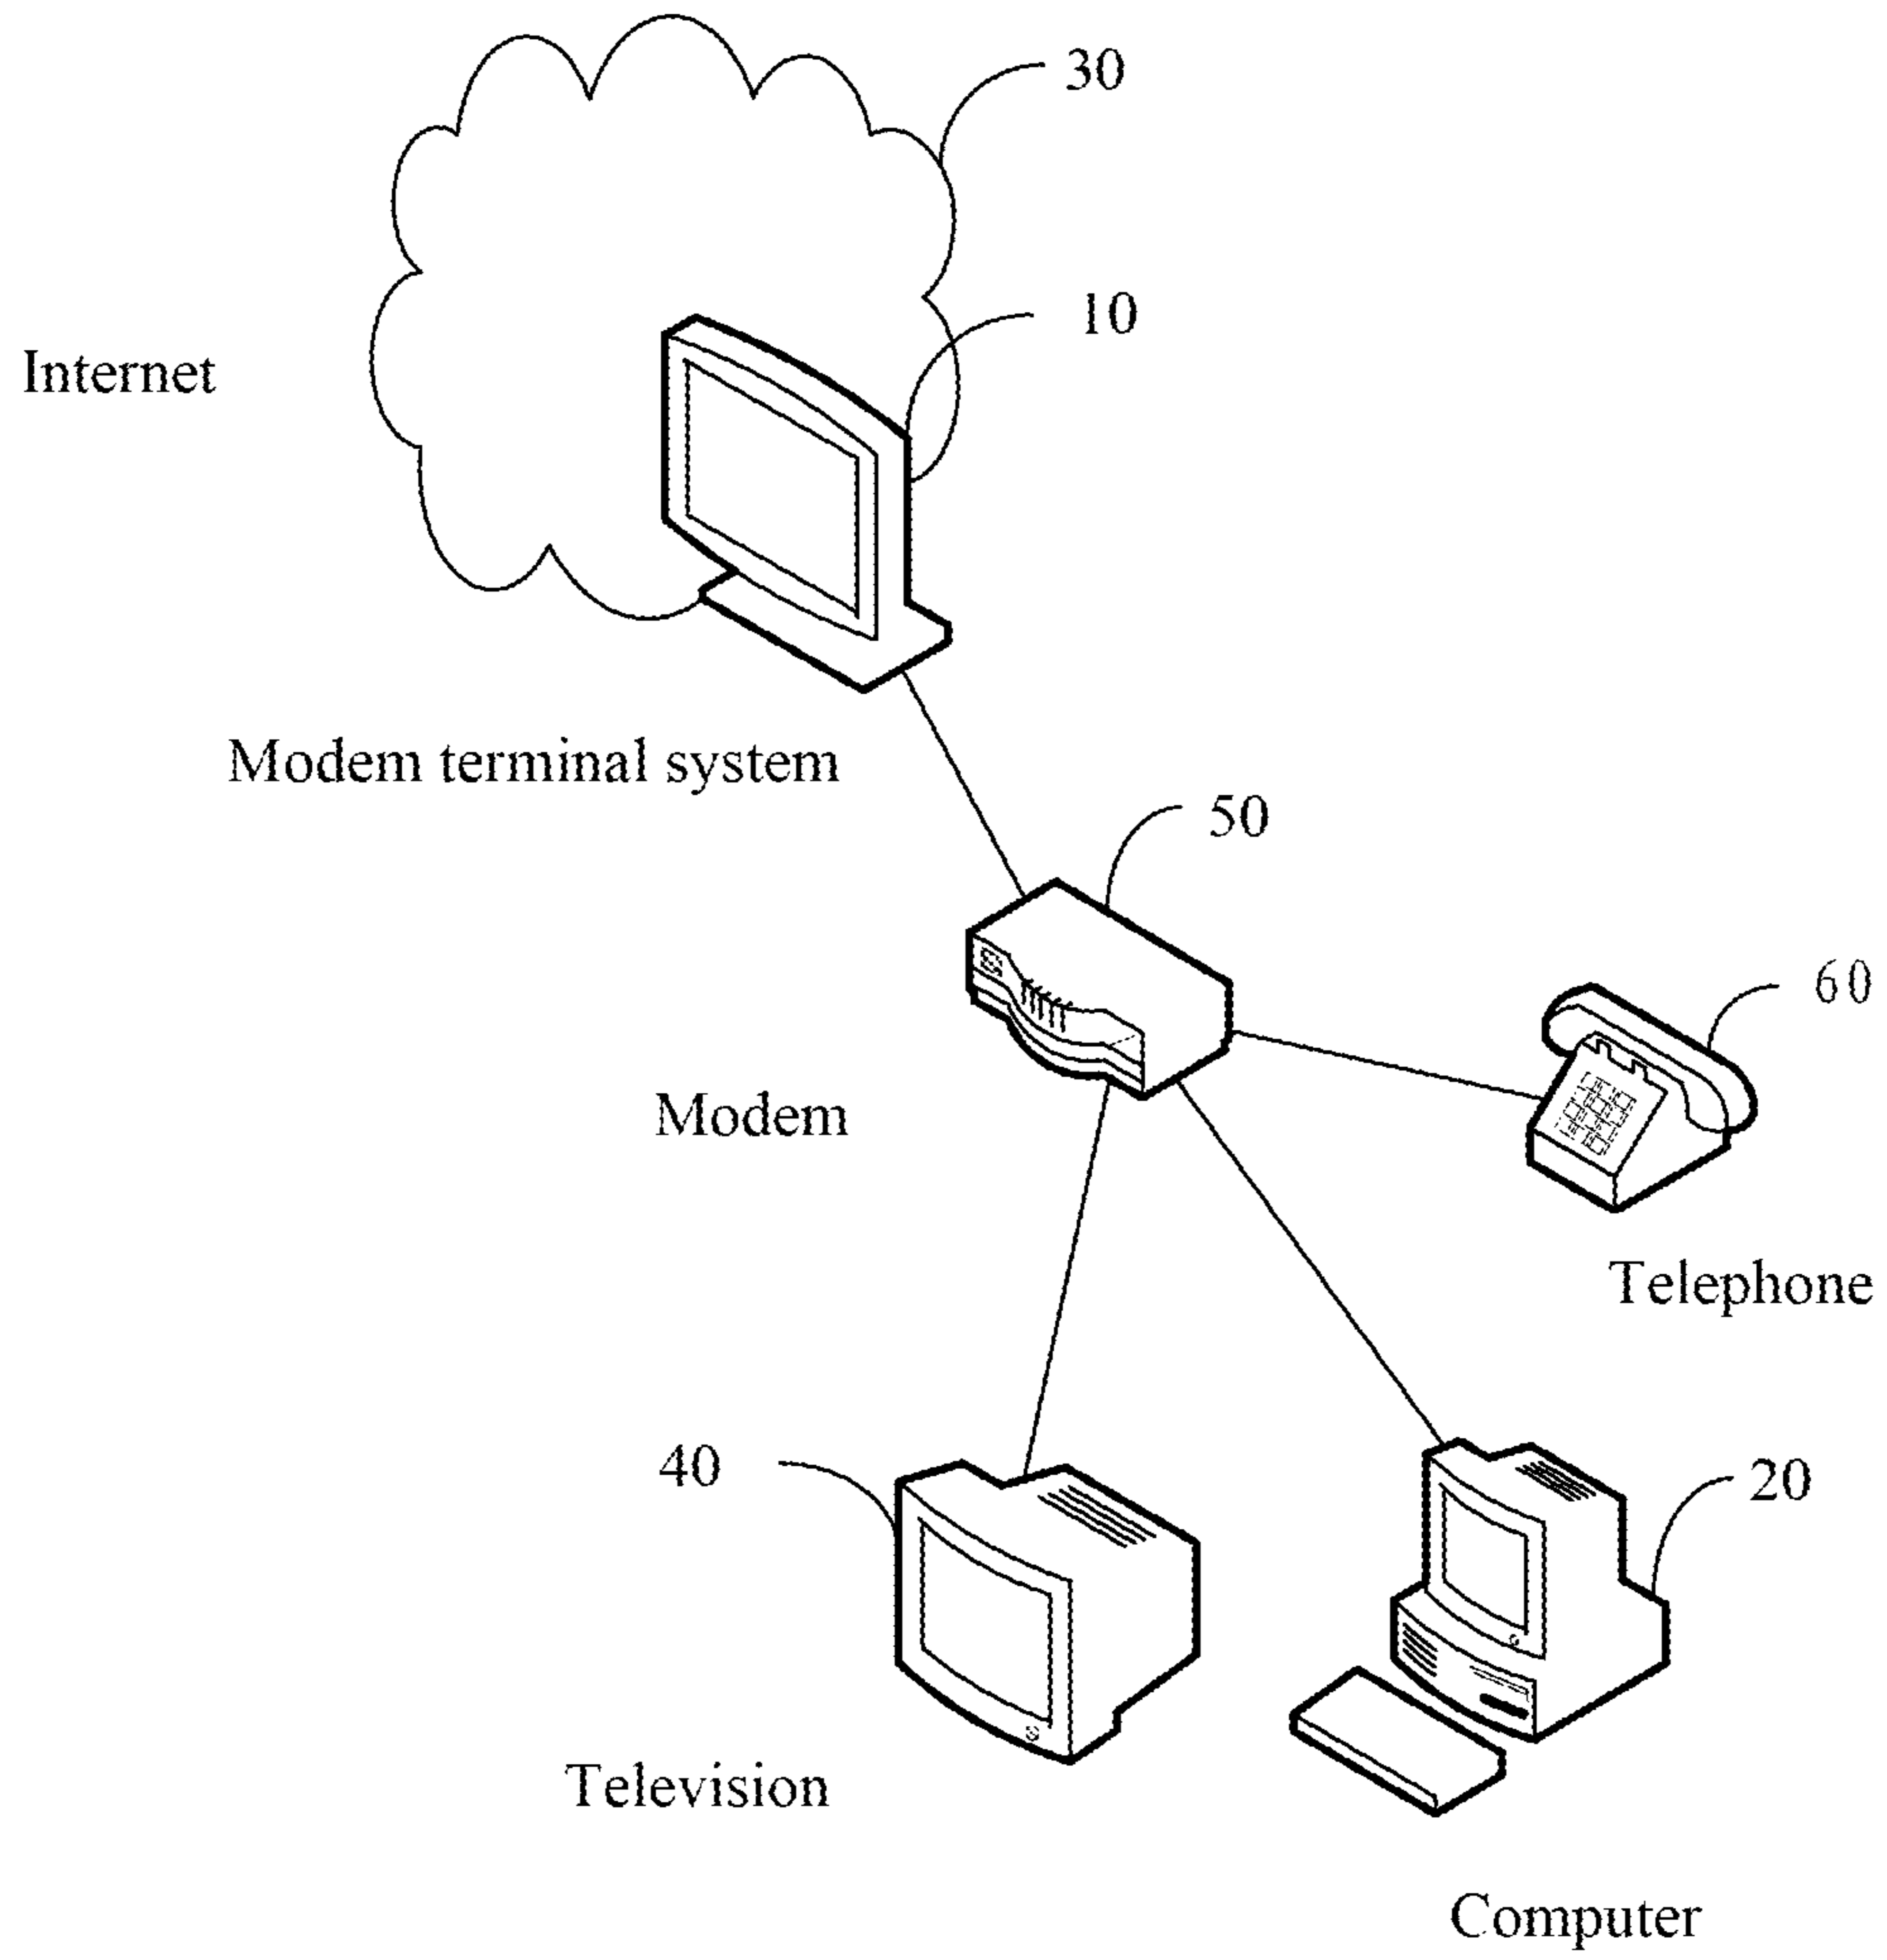 30
10
Internet
Modem terminal system
50
60
Modem
Telephone
40
20
Television
Computer